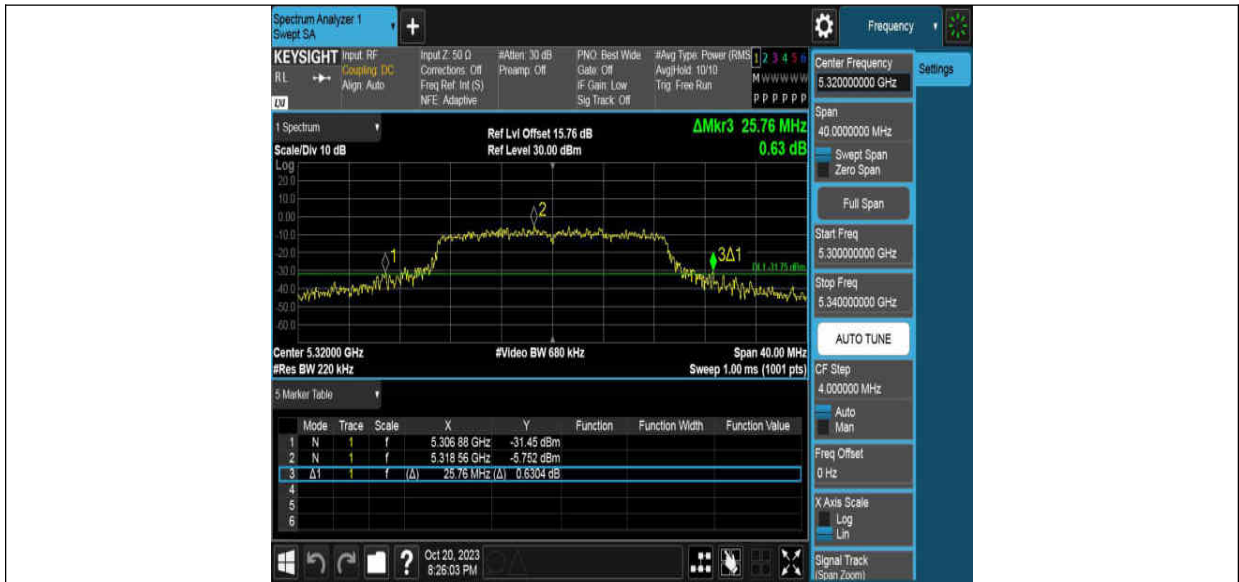 Spectrum Analyzer 1
Swept SA
+
Frequency
KEYSIGHT
RL
LXI
Input: RF
Coupling: DC
Align: Auto
Input Z: 50 Ω
Corrections: Off
Freq Ref: Int (S)
NFE: Adaptive
#Atten: 30 dB
Preamp: Off
PNO: Best Wide
Gate: Off
IF Gain: Low
Sig Track: Off
#Avg Type: Power (RMS
Avg|Hold: 10/10
Trig: Free Run
1 2 3 4 5 6
M W W W W W
P P P P P P
1 Spectrum
Scale/Div 10 dB
Ref Lvl Offset 15.76 dB
Ref Level 30.00 dBm
ΔMkr3 25.76 MHz
0.63 dB
Log
20.0
10.0
0.00
-10.0
-20.0
-30.0
-40.0
-50.0
-60.0
1
2
3Δ1
DL1 -31.75 dBm
Center 5.32000 GHz
#Res BW 220 kHz
#Video BW 680 kHz
Span 40.00 MHz
Sweep 1.00 ms (1001 pts)
5 Marker Table
Mode Trace Scale X Y Function Function Width Function Value
1 N 1 f 5.306 88 GHz -31.45 dBm
2 N 1 f 5.318 56 GHz -5.752 dBm
3 Δ1 1 f (Δ) 25.76 MHz (Δ) 0.6304 dB
4
5
6
?
Oct 20, 2023
8:26:03 PM
Center Frequency
5.320000000 GHz
Settings
Span
40.0000000 MHz
Swept Span
Zero Span
Full Span
Start Freq
5.300000000 GHz
Stop Freq
5.340000000 GHz
AUTO TUNE
CF Step
4.000000 MHz
Auto
Man
Freq Offset
0 Hz
X Axis Scale
Log
Lin
Signal Track
(Span Zoom)